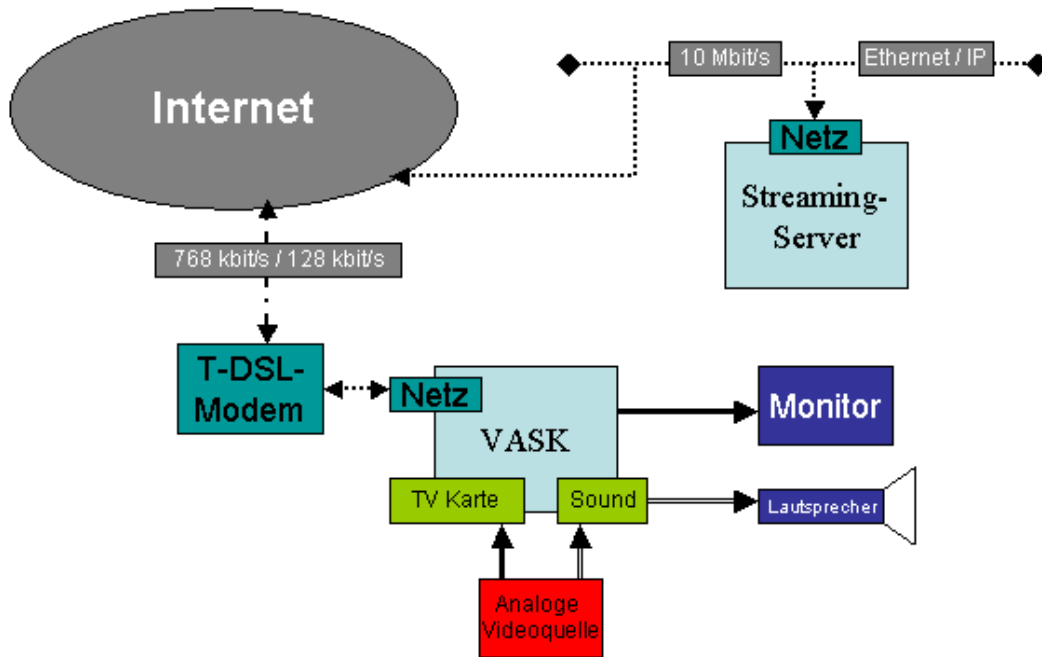 Internet
10 Mbit/s
Ethernet / IP
Netz
Streaming-
Server
768 kbit/s / 128 kbit/s
T-DSL-
Modem
Netz
VASK
Monitor
TV Karte
Sound
Lautsprecher
Analoge
Videoquelle